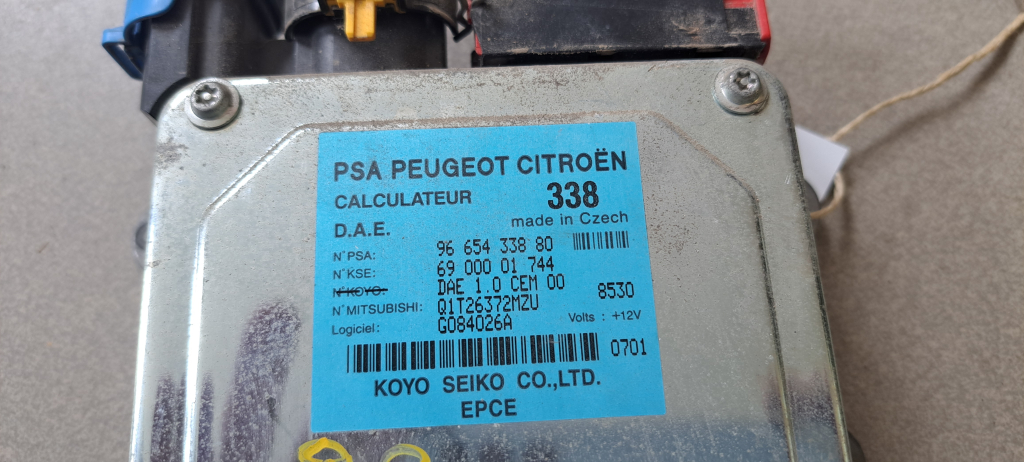 PSA PEUGEOT CITROËN
CALCULATEUR 338
D.A.E. made in Czech
N°PSA: 96 654 338 80
N°KSE: 69 000 01 744
N°KOYO: DAE 1.0 CEM 00 8530
N°MITSUBISHI: Q1T26372MZU
Logiciel: G084026A Volts : +12V
0701
KOYO SEIKO CO.,LTD.
EPCE